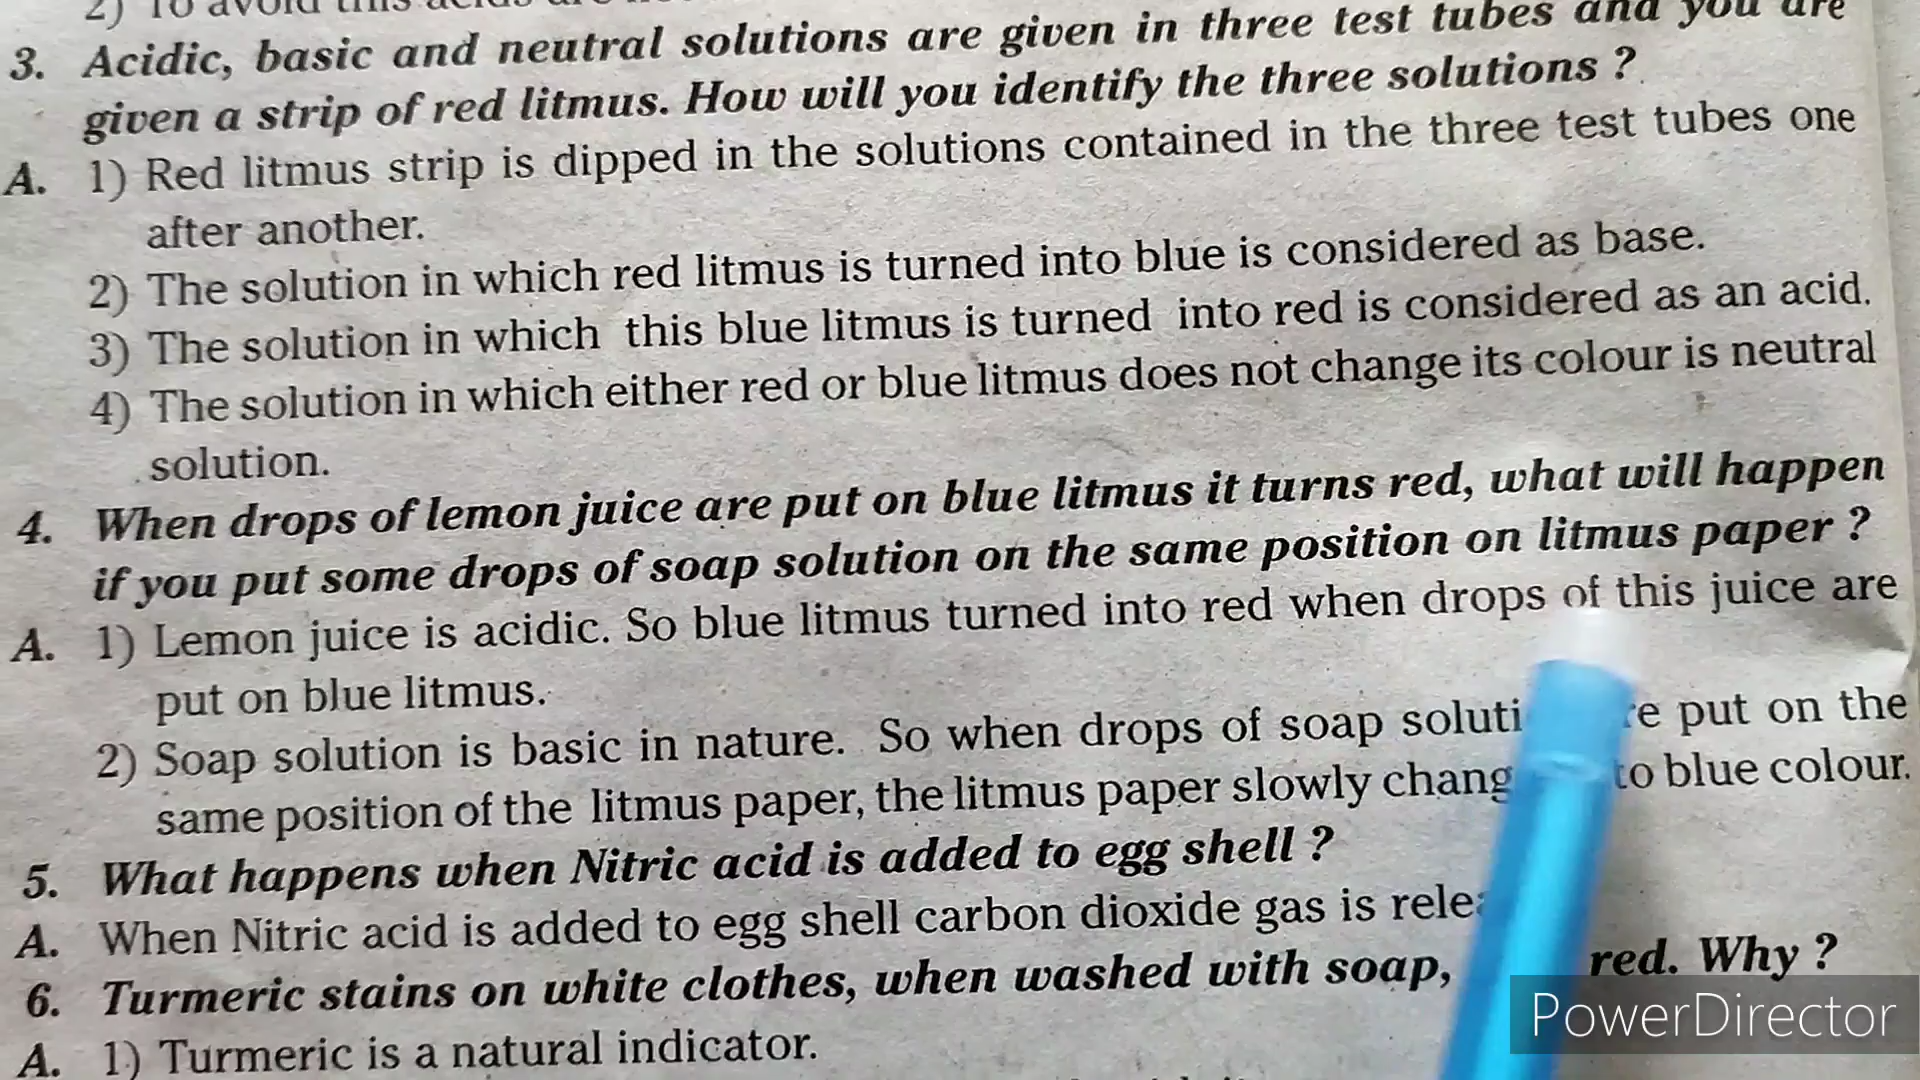 2) To avoid this acids are
3. Acidic, basic and neutral solutions are given in three test tubes and you are
given a strip of red litmus. How will you identify the three solutions ?
A. 1) Red litmus strip is dipped in the solutions contained in the three test tubes one
after another.
2) The solution in which red litmus is turned into blue is considered as base.
3) The solution in which this blue litmus is turned into red is considered as an acid.
4) The solution in which either red or blue litmus does not change its colour is neutral
solution.
4. When drops of lemon juice are put on blue litmus it turns red, what will happen
if you put some drops of soap solution on the same position on litmus paper ?
A. 1) Lemon juice is acidic. So blue litmus turned into red when drops of this juice are
put on blue litmus.
2) Soap solution is basic in nature. So when drops of soap soluti re put on the
same position of the litmus paper, the litmus paper slowly chang to blue colour.
5. What happens when Nitric acid is added to egg shell ?
A. When Nitric acid is added to egg shell carbon dioxide gas is rele
6. Turmeric stains on white clothes, when washed with soap, red. Why ?
A. 1) Turmeric is a natural indicator.
PowerDirector